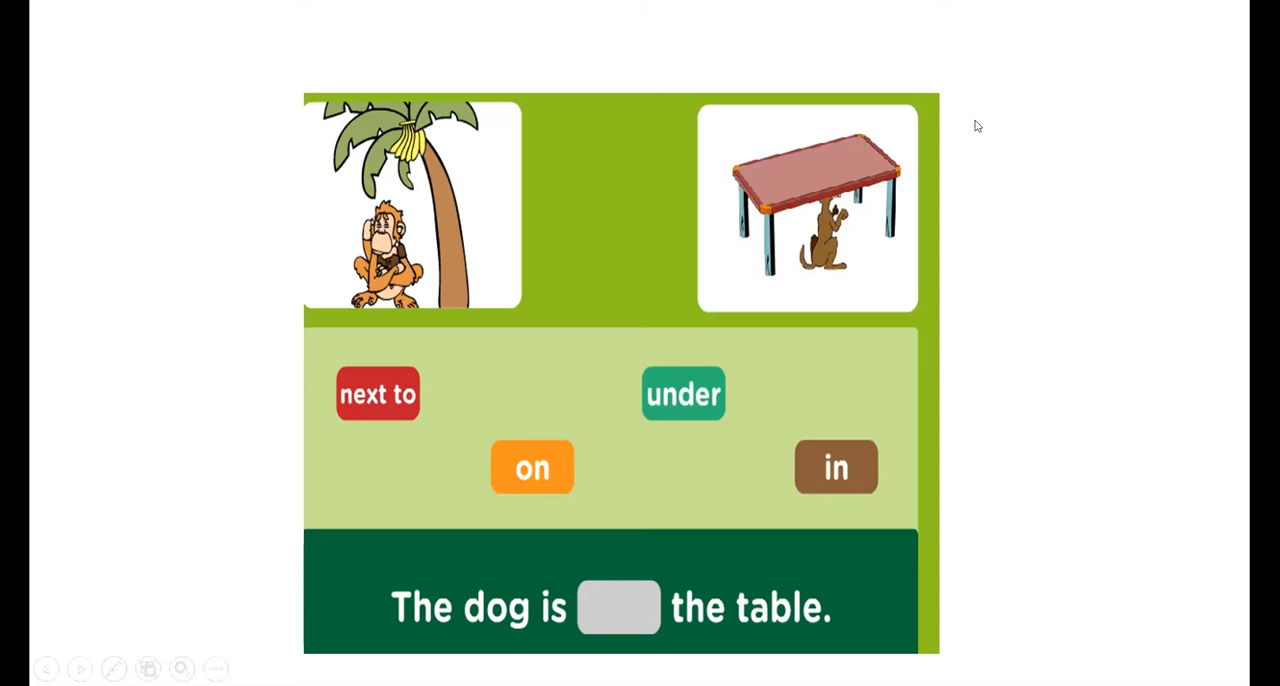 next to
under
on
in
The dog is the table.